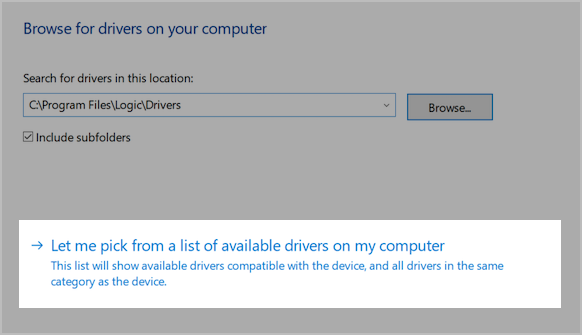 Browse for drivers on your computer
Search for drivers in this location:
C:\Program Files\Logic\Drivers
Browse...
Include subfolders
Let me pick from a list of available drivers on my computer
This list will show available drivers compatible with the device, and all drivers in the same
category as the device.